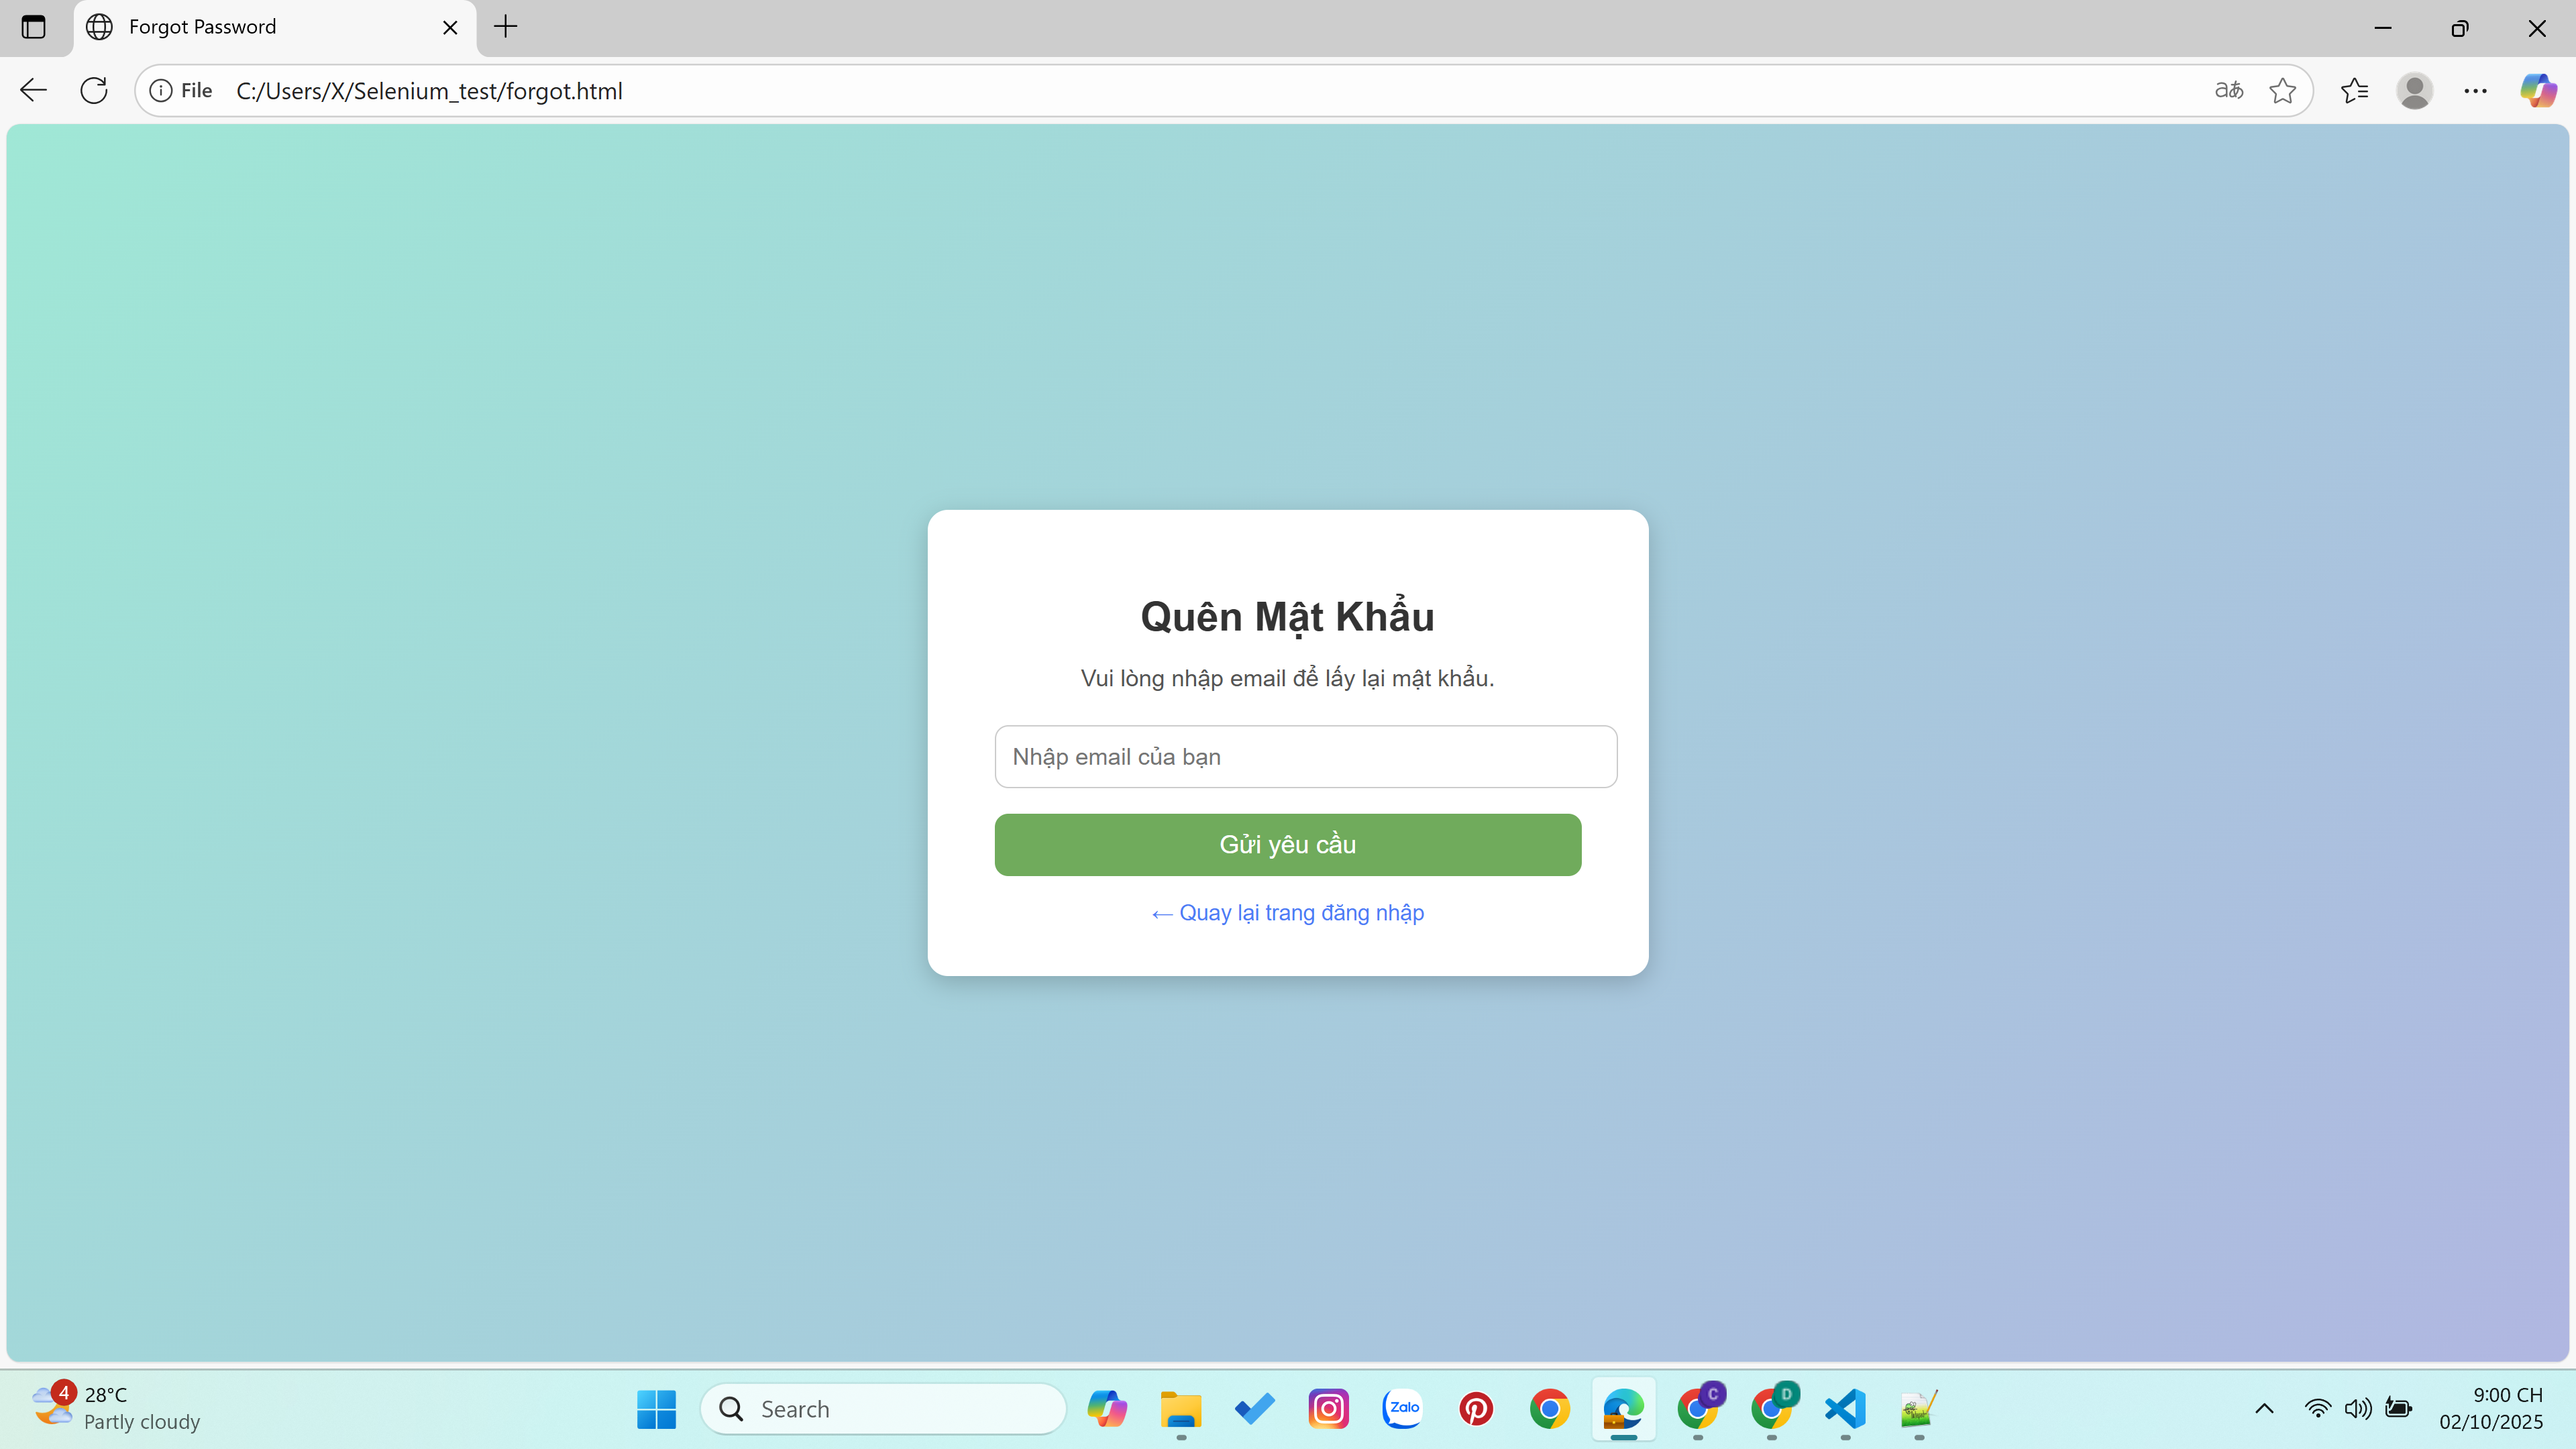 Forgot Password
File C:/Users/X/Selenium_test/forgot.html
aあ
Quên Mật Khẩu
Vui lòng nhập email để lấy lại mật khẩu.
Nhập email của bạn
Gửi yêu cầu
← Quay lại trang đăng nhập
4
28°C
Partly cloudy
Search
Zalo
C
D
9:00 CH
02/10/2025